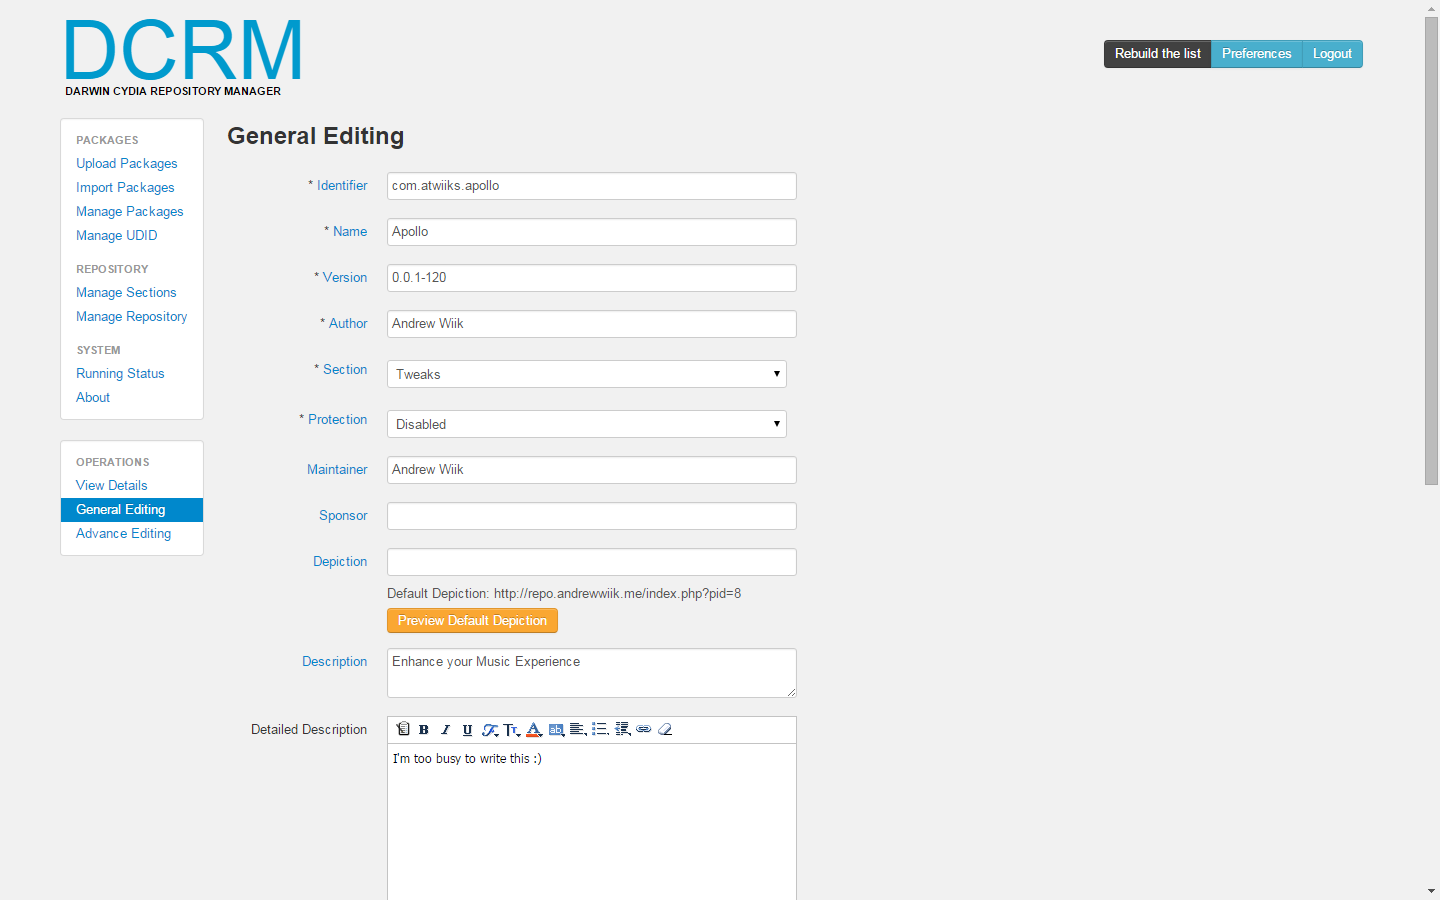 DCRM
DARWIN CYDIA REPOSITORY MANAGER
Rebuild the list Preferences Logout
PACKAGES
Upload Packages
Import Packages
Manage Packages
Manage UDID
REPOSITORY
Manage Sections
Manage Repository
SYSTEM
Running Status
About
OPERATIONS
View Details
General Editing
Advance Editing
General Editing
* Identifier com.atwiiks.apollo
* Name Apollo
* Version 0.0.1-120
* Author Andrew Wiik
* Section Tweaks
* Protection Disabled
Maintainer Andrew Wiik
Sponsor
Depiction
Default Depiction: http://repo.andrewwiik.me/index.php?pid=8
Preview Default Depiction
Description Enhance your Music Experience
Detailed Description
I'm too busy to write this :)